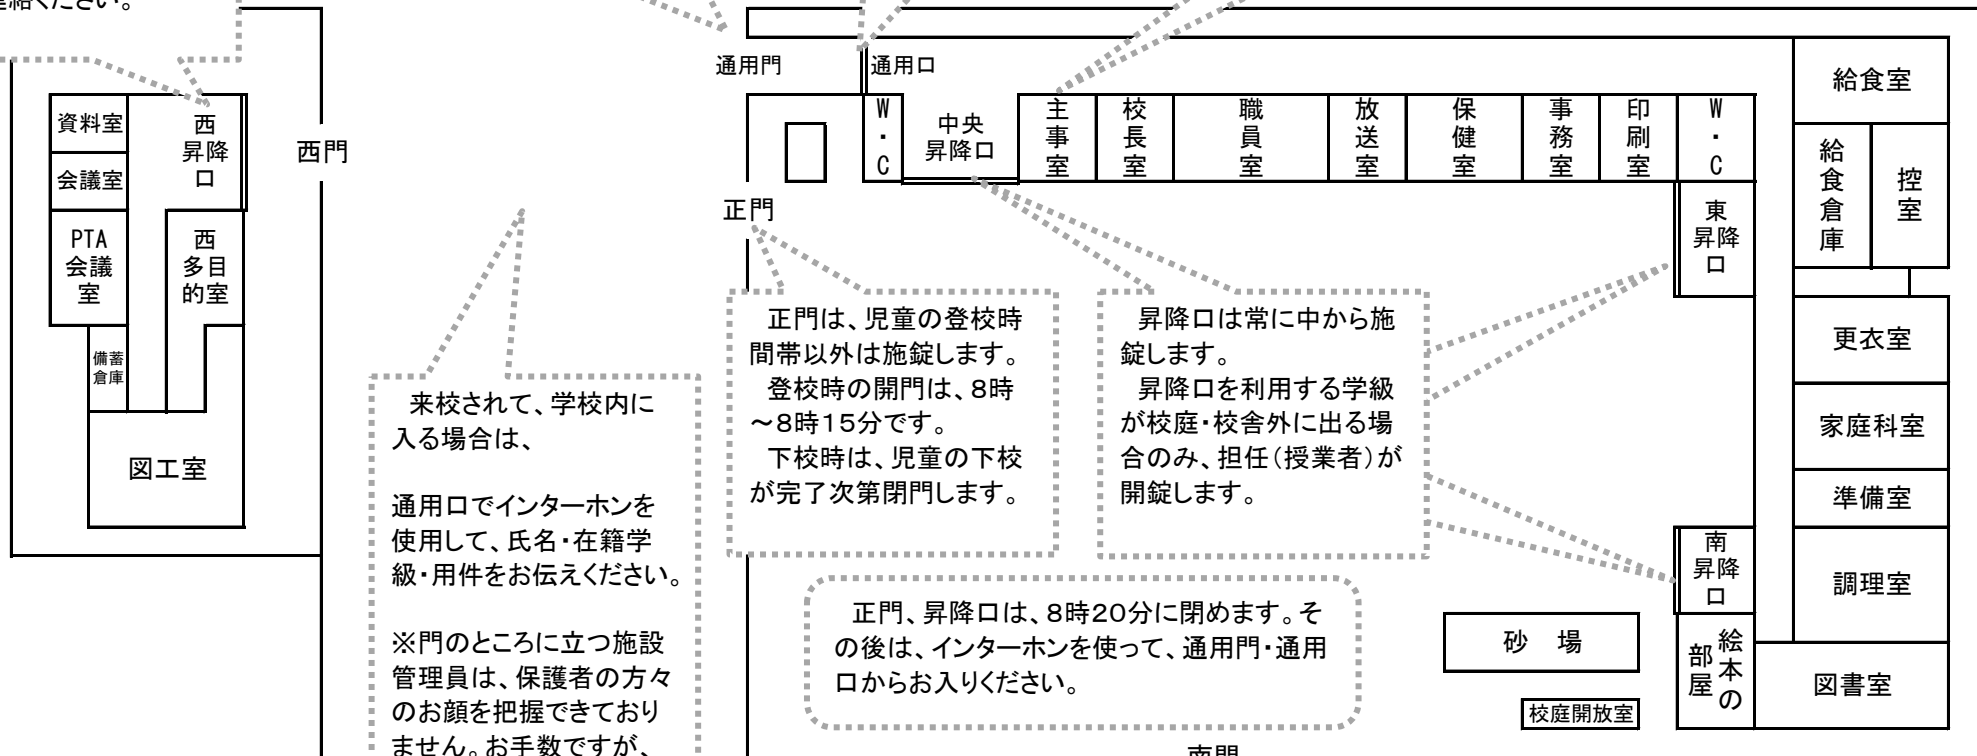 絡ください。
通用門
通用口
給食室
資料室
西
昇降
口
西門
会議室
PTA
会議
室
西
多目
的室
備蓄
倉庫
図工室
W・C
中央
昇降口
主事室
校長室
職員室
放送室
保健室
事務室
印刷室
W・C
給食倉庫
控室
正門
東
昇降
口
更衣室
家庭科室
準備室
調理室
南
昇降
口
絵本の
部屋
図書室
砂　場
校庭開放室
来校されて、学校内に
入る場合は、
通用口でインターホンを
使用して、氏名・在籍学
級・用件をお伝えください。
※門のところに立つ施設
管理員は、保護者の方々
のお顔を把握できており
ません。お手数ですが、
正門は、児童の登校時
間帯以外は施錠します。
登校時の開門は、8時
～8時15分です。
下校時は、児童の下校
が完了次第閉門します。
昇降口は常に中から施
錠します。
昇降口を利用する学級
が校庭・校舎外に出る場
合のみ、担任（授業者）が
開錠します。
正門、昇降口は、8時20分に閉めます。そ
の後は、インターホンを使って、通用門・通用
口からお入りください。
南門